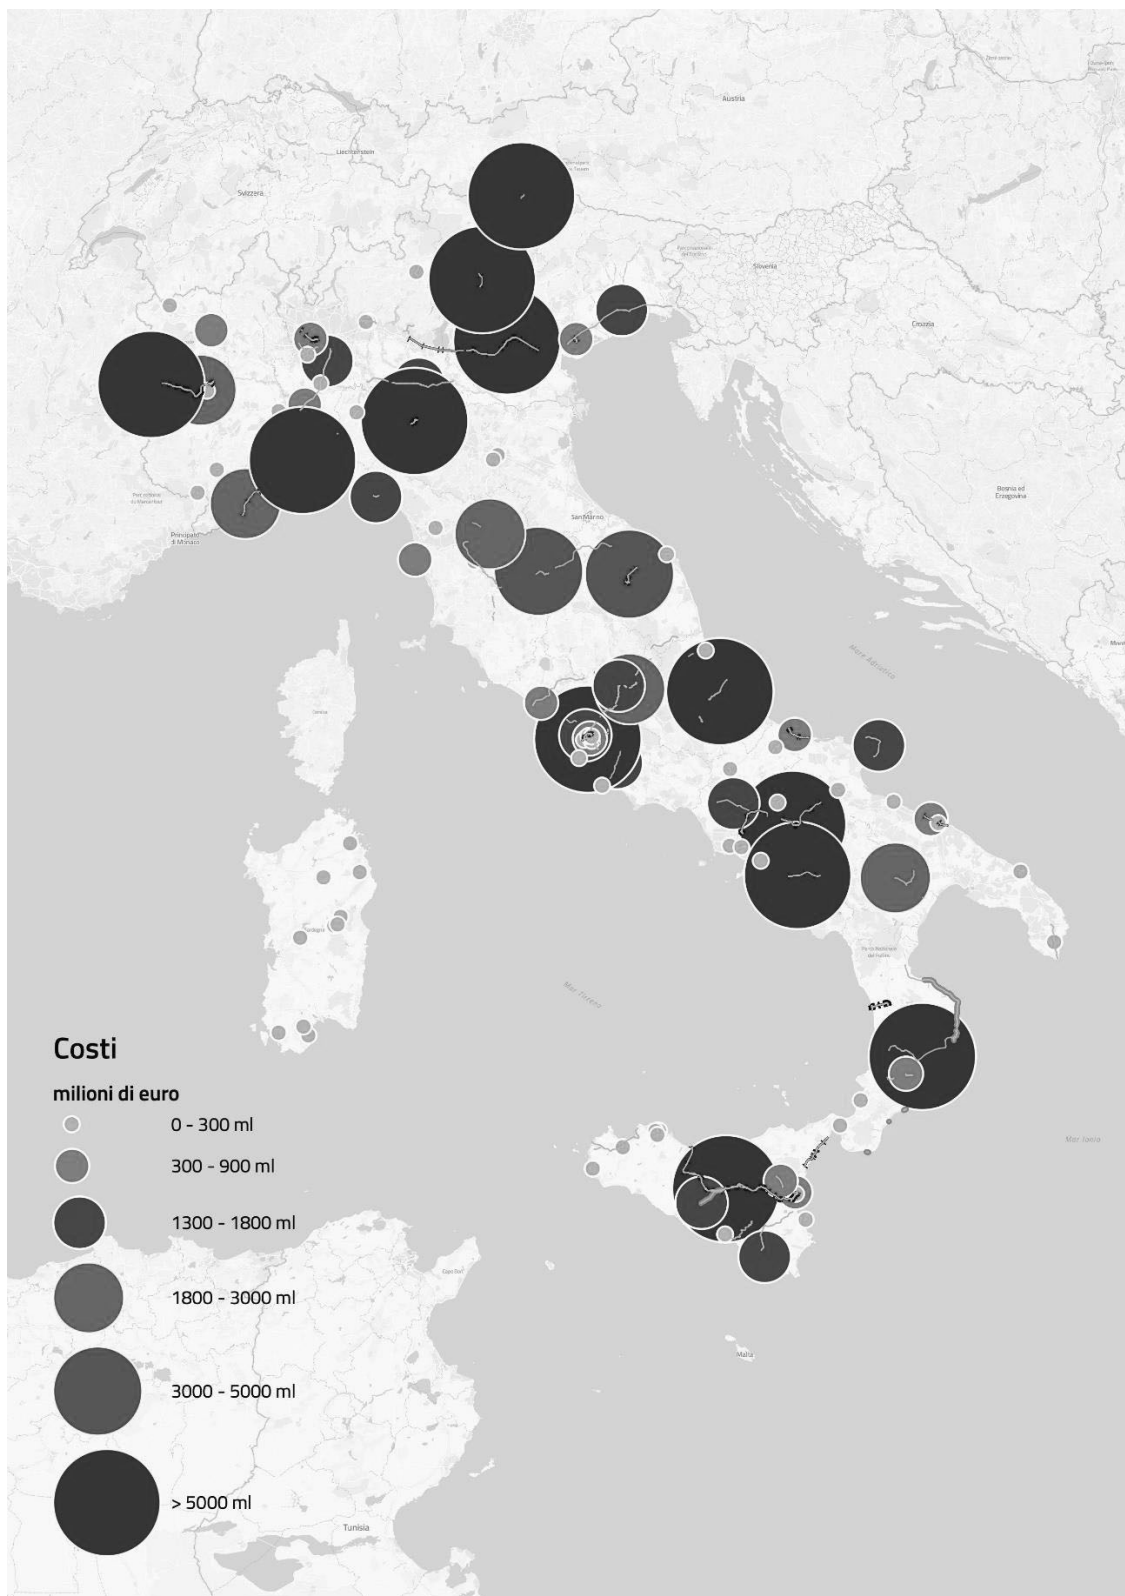 Austria
Liechtenstein
Svizzera
Slovenia
Croazia
Bosnia ed
Erzegovina
San Marino
Principato
di Monaco
Mare Adriatico
Mar Tirreno
Sardegna
Mar Ionio
Malta
Tunisia
Costi
milioni di euro
0 - 300 ml
300 - 900 ml
1300 - 1800 ml
1800 - 3000 ml
3000 - 5000 ml
> 5000 ml